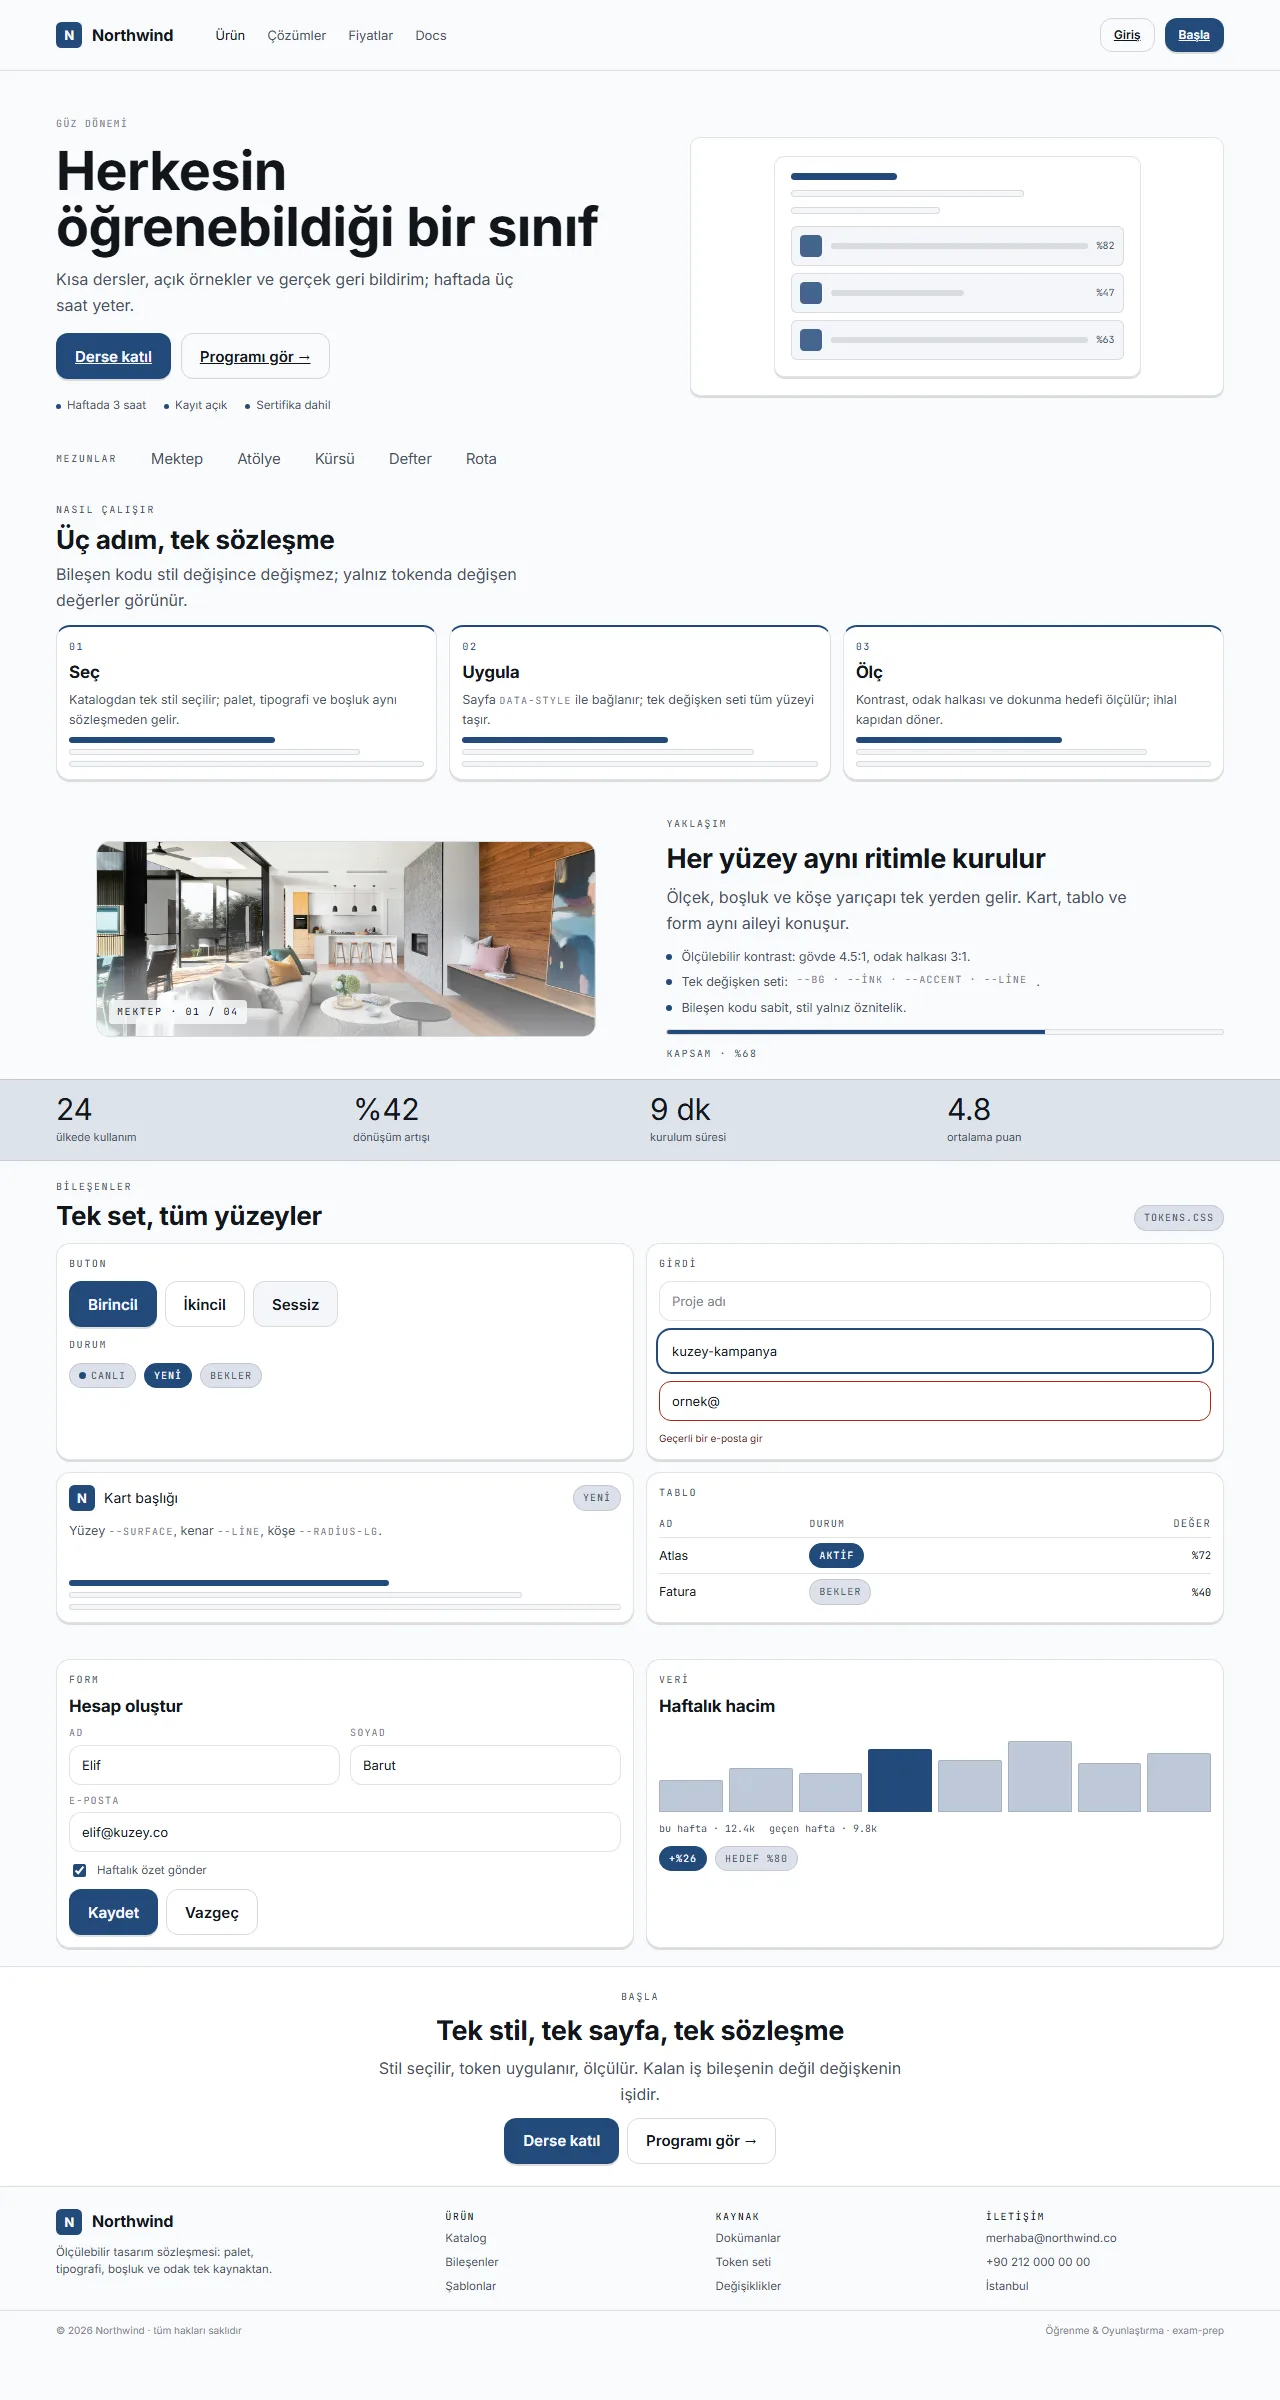 N Northwind Ürün Çözümler Fiyatlar Docs Giriş Başla
GÜZ DÖNEMİ
Herkesin
öğrenebildiği bir sınıf
Kısa dersler, açık örnekler ve gerçek geri bildirim; haftada üç
saat yeter.
Derse katıl Programı gör →
Haftada 3 saat Kayıt açık Sertifika dahil
%82
%47
%63
MEZUNLAR Mektep Atölye Kürsü Defter Rota
NASIL ÇALIŞIR
Üç adım, tek sözleşme
Bileşen kodu stil değişince değişmez; yalnız tokenda değişen
değerler görünür.
01
Seç
Katalogdan tek stil seçilir; palet, tipografi ve boşluk aynı
sözleşmeden gelir.
02
Uygula
Sayfa DATA-STYLE ile bağlanır; tek değişken seti tüm yüzeyi
taşır.
03
Ölç
Kontrast, odak halkası ve dokunma hedefi ölçülür; ihlal
kapıdan döner.
MEKTEP · 01 / 04
YAKLAŞIM
Her yüzey aynı ritimle kurulur
Ölçek, boşluk ve köşe yarıçapı tek yerden gelir. Kart, tablo ve
form aynı aileyi konuşur.
Ölçülebilir kontrast: gövde 4.5:1, odak halkası 3:1.
Tek değişken seti: --BG · --İNK · --ACCENT · --LİNE .
Bileşen kodu sabit, stil yalnız öznitelik.
KAPSAM · %68
24
ülkede kullanım
%42
dönüşüm artışı
9 dk
kurulum süresi
4.8
ortalama puan
BİLEŞENLER
Tek set, tüm yüzeyler
TOKENS.CSS
BUTON
Birincil İkincil Sessiz
DURUM
CANLI YENİ BEKLER
GİRDİ
Proje adı
kuzey-kampanya
ornek@
Geçerli bir e-posta gir
N Kart başlığı YENİ
Yüzey --SURFACE, kenar --LİNE, köşe --RADİUS-LG.
TABLO
AD DURUM DEĞER
Atlas AKTİF %72
Fatura BEKLER %40
FORM
Hesap oluştur
AD SOYAD
Elif Barut
E-POSTA
elif@kuzey.co
Haftalık özet gönder
Kaydet Vazgeç
VERİ
Haftalık hacim
bu hafta · 12.4k geçen hafta · 9.8k
+%26 HEDEF %80
BAŞLA
Tek stil, tek sayfa, tek sözleşme
Stil seçilir, token uygulanır, ölçülür. Kalan iş bileşenin değil değişkenin
işidir.
Derse katıl Programı gör →
N Northwind
Ölçülebilir tasarım sözleşmesi: palet,
tipografi, boşluk ve odak tek kaynaktan.
ÜRÜN
Katalog
Bileşenler
Şablonlar
KAYNAK
Dokümanlar
Token seti
Değişiklikler
İLETİŞİM
merhaba@northwind.co
+90 212 000 00 00
İstanbul
© 2026 Northwind · tüm hakları saklıdır
Öğrenme & Oyunlaştırma · exam-prep